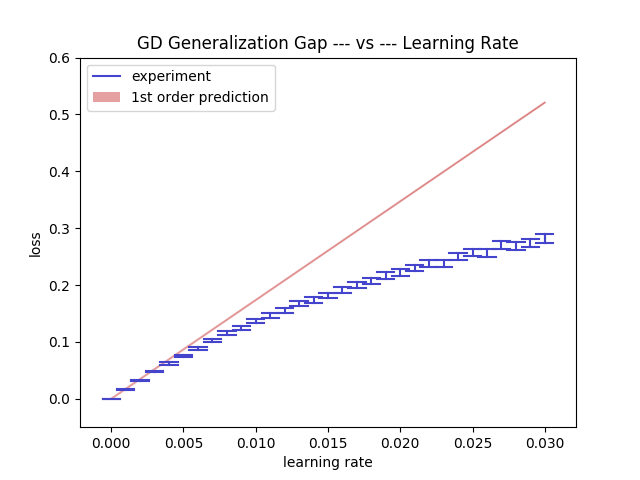 GD Generalization Gap --- vs --- Learning Rate
experiment
1st order prediction
loss
0.6
0.5
0.4
0.3
0.2
0.1
0.0
0.000 0.005 0.010 0.015 0.020 0.025 0.030
learning rate